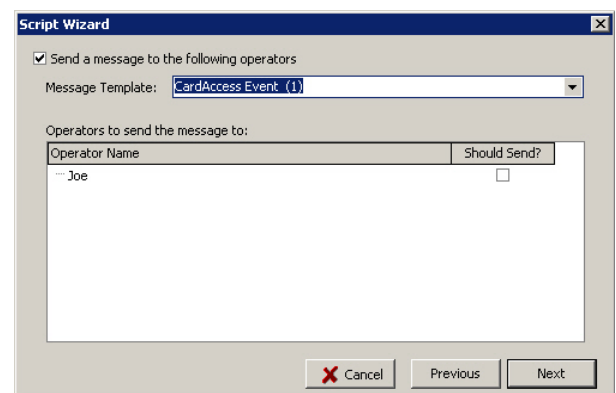 Script Wizard
Send a message to the following operators
Message Template: CardAccess Event (1)
Operators to send the message to:
Operator Name Should Send?
Joe
Cancel Previous Next